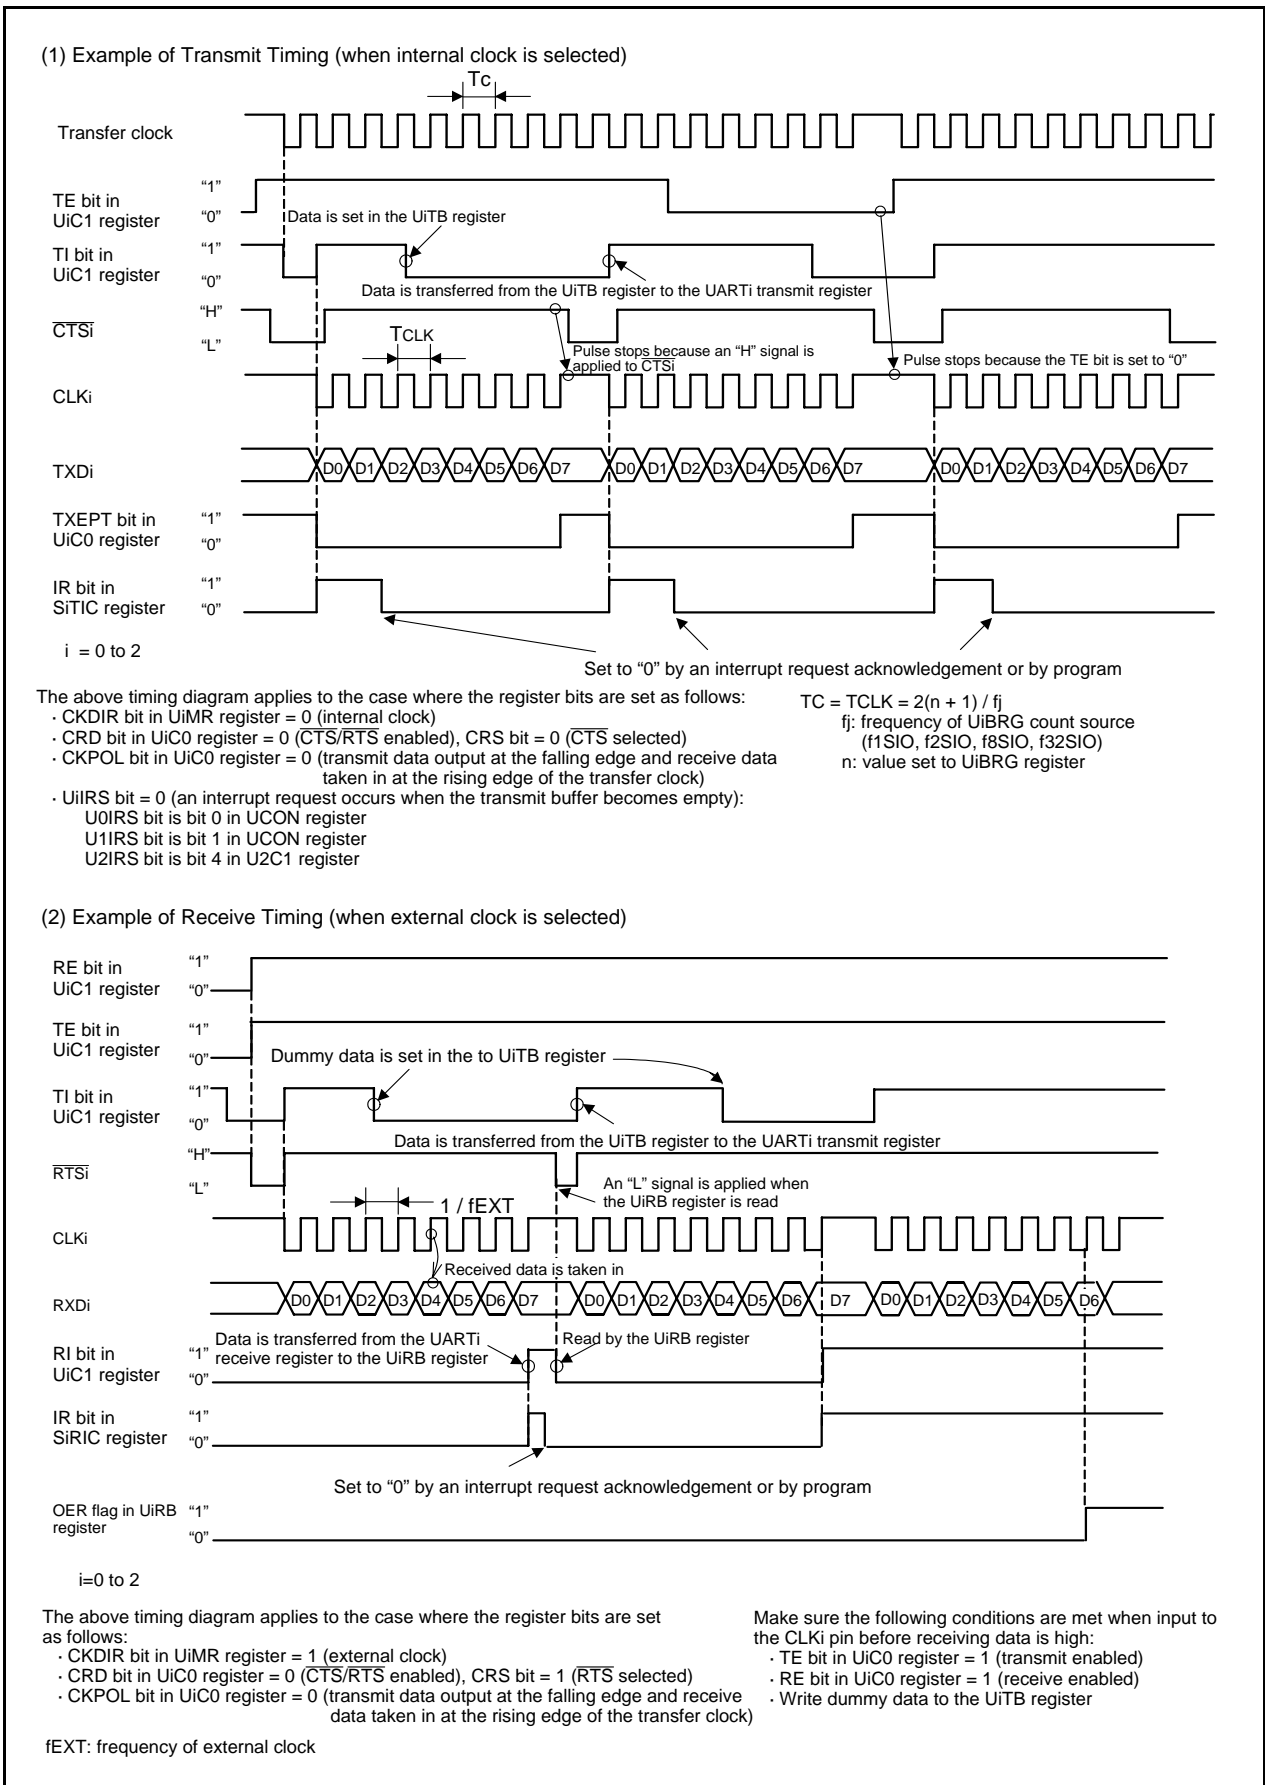 (1) Example of Transmit Timing (when internal clock is selected)
Tc
Transfer clock
TE bit in
UiC1 register
“1”
“0”
Data is set in the UiTB register
TI bit in
UiC1 register
“1”
“0”
Data is transferred from the UiTB register to the UARTi transmit register
CTSi
“H”
“L”
TCLK
Pulse stops because an “H” signal is
applied to CTSi
Pulse stops because the TE bit is set to “0”
CLKi
TXDi
D0 D1 D2 D3 D4 D5 D6 D7 D0 D1 D2 D3 D4 D5 D6 D7 D0 D1 D2 D3 D4 D5 D6 D7
TXEPT bit in
UiC0 register
“1”
“0”
IR bit in
SiTIC register
“1”
“0”
i = 0 to 2
Set to “0” by an interrupt request acknowledgement or by program
The above timing diagram applies to the case where the register bits are set as follows:
· CKDIR bit in UiMR register = 0 (internal clock)
· CRD bit in UiC0 register = 0 (CTS/RTS enabled), CRS bit = 0 (CTS selected)
· CKPOL bit in UiC0 register = 0 (transmit data output at the falling edge and receive data
taken in at the rising edge of the transfer clock)
· UiIRS bit = 0 (an interrupt request occurs when the transmit buffer becomes empty):
U0IRS bit is bit 0 in UCON register
U1IRS bit is bit 1 in UCON register
U2IRS bit is bit 4 in U2C1 register
TC = TCLK = 2(n + 1) / fj
fj: frequency of UiBRG count source
(f1SIO, f2SIO, f8SIO, f32SIO)
n: value set to UiBRG register
(2) Example of Receive Timing (when external clock is selected)
RE bit in
UiC1 register
“1”
“0”
TE bit in
UiC1 register
“1”
“0”
Dummy data is set in the to UiTB register
TI bit in
UiC1 register
“1”
“0”
Data is transferred from the UiTB register to the UARTi transmit register
RTSi
“H”
“L”
An “L” signal is applied when
the UiRB register is read
1 / fEXT
CLKi
Received data is taken in
RXDi
D0 D1 D2 D3 D4 D5 D6 D7 D0 D1 D2 D3 D4 D5 D6 D7 D0 D1 D2 D3 D4 D5 D6
Data is transferred from the UARTi
receive register to the UiRB register
Read by the UiRB register
RI bit in
UiC1 register
“1”
“0”
IR bit in
SiRIC register
“1”
“0”
Set to “0” by an interrupt request acknowledgement or by program
OER flag in UiRB
register
“1”
“0”
i=0 to 2
The above timing diagram applies to the case where the register bits are set
as follows:
· CKDIR bit in UiMR register = 1 (external clock)
· CRD bit in UiC0 register = 0 (CTS/RTS enabled), CRS bit = 1 (RTS selected)
· CKPOL bit in UiC0 register = 0 (transmit data output at the falling edge and receive
data taken in at the rising edge of the transfer clock)
Make sure the following conditions are met when input to
the CLKi pin before receiving data is high:
· TE bit in UiC0 register = 1 (transmit enabled)
· RE bit in UiC0 register = 1 (receive enabled)
· Write dummy data to the UiTB register
fEXT: frequency of external clock